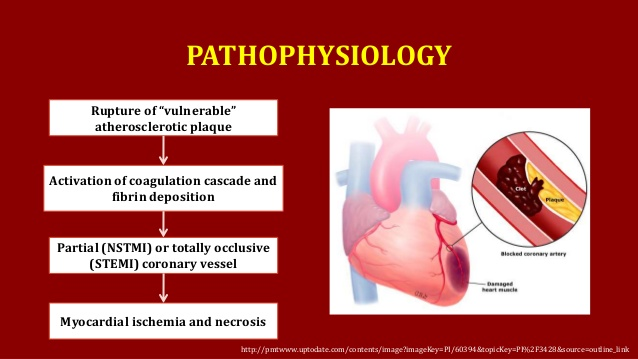 PATHOPHYSIOLOGY
Rupture of “vulnerable”
atherosclerotic plaque
Activation of coagulation cascade and
fibrin deposition
Partial (NSTMI) or totally occlusive
(STEMI) coronary vessel
Myocardial ischemia and necrosis
Clot
Plaque
Blocked coronary artery
Damaged
heart muscle
http://pmtwww.uptodate.com/contents/image?imageKey=PI/60394&topicKey=PI%2F3428&source=outline_link